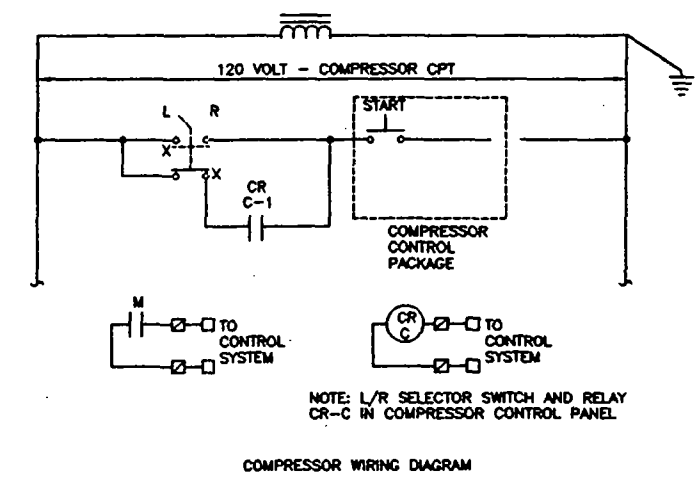 120 VOLT - COMPRESSOR CPT
L R
START
X
X
CR
C-1
COMPRESSOR
CONTROL
PACKAGE
M
TO
CONTROL
SYSTEM
CR
C
TO
CONTROL
SYSTEM
NOTE: L/R SELECTOR SWITCH AND RELAY
CR-C IN COMPRESSOR CONTROL PANEL
COMPRESSOR WIRING DIAGRAM